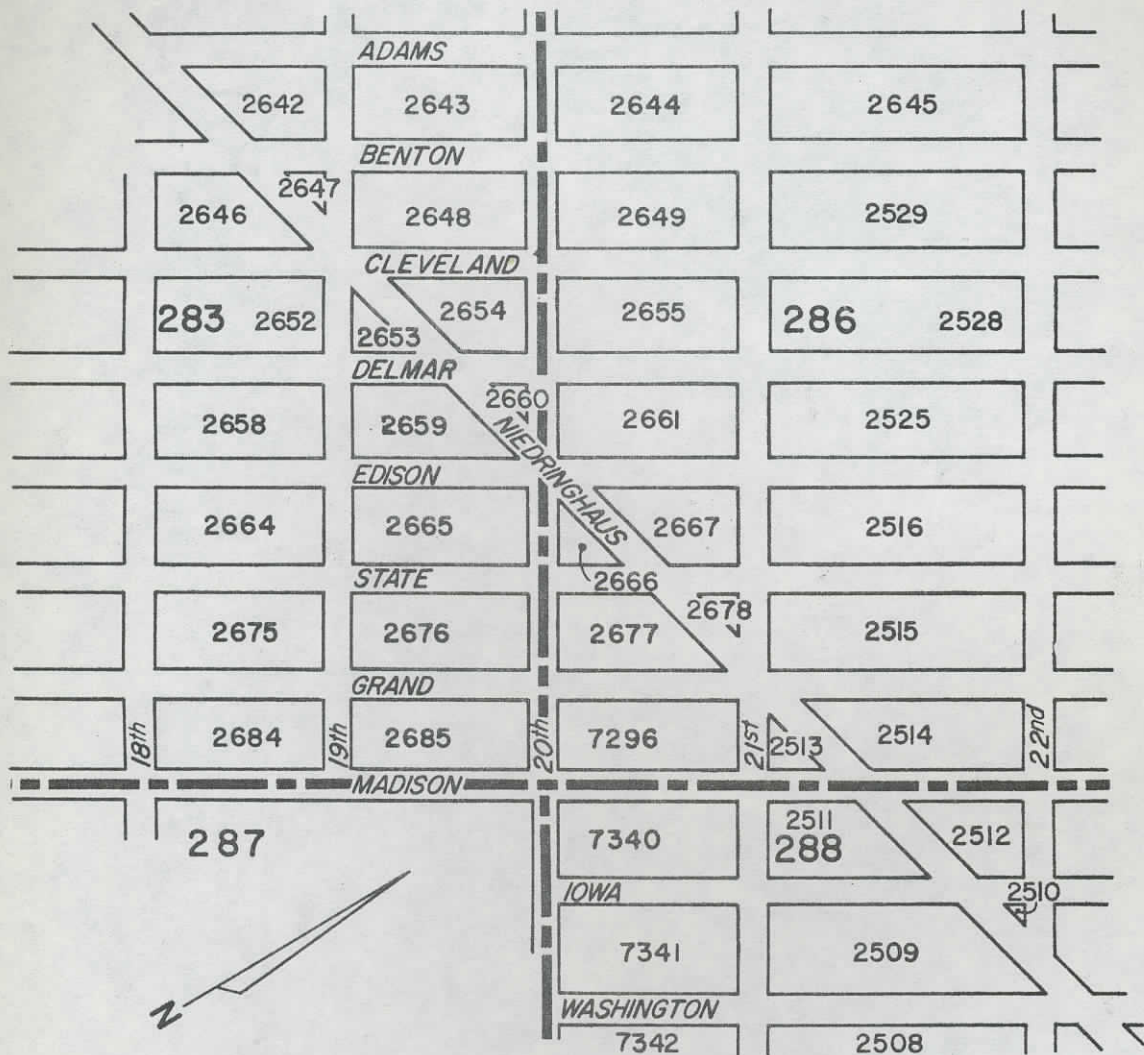 ADAMS
2642 2643 2644 2645
BENTON
2647
2646 2648 2649 2529
CLEVELAND
283 2652 2654 2655 286 2528
2653
DELMAR
2660
2658 2659 2661 2525
NIEDRINGHAUS
EDISON
2664 2665 2667 2516
STATE
2666
2678
2675 2676 2677 2515
GRAND
18th 2684 19th 2685 20th 7296 21st 2513 2514 22nd
MADISON
287 7340 2511 2512
288
IOWA
2510
7341 2509
N
WASHINGTON
7342 2508